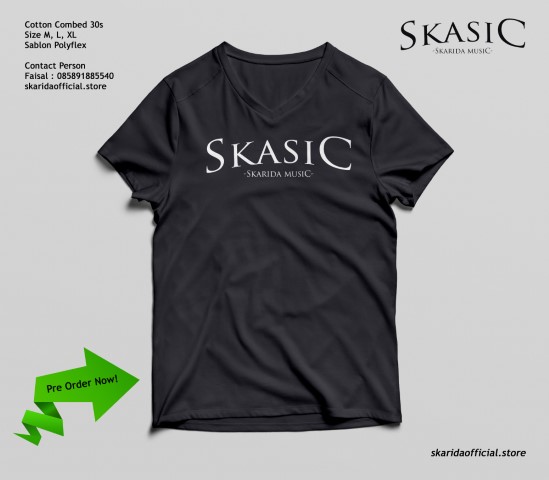 Cotton Combed 30s
Size M, L, XL
Sablon Polyflex
Contact Person
Faisal : 085891885540
skaridaofficial.store
SKASIC
·SKARIDA MUSIC·
SKASIC
·SKARIDA MUSIC·
Pre Order Now!
skaridaofficial.store